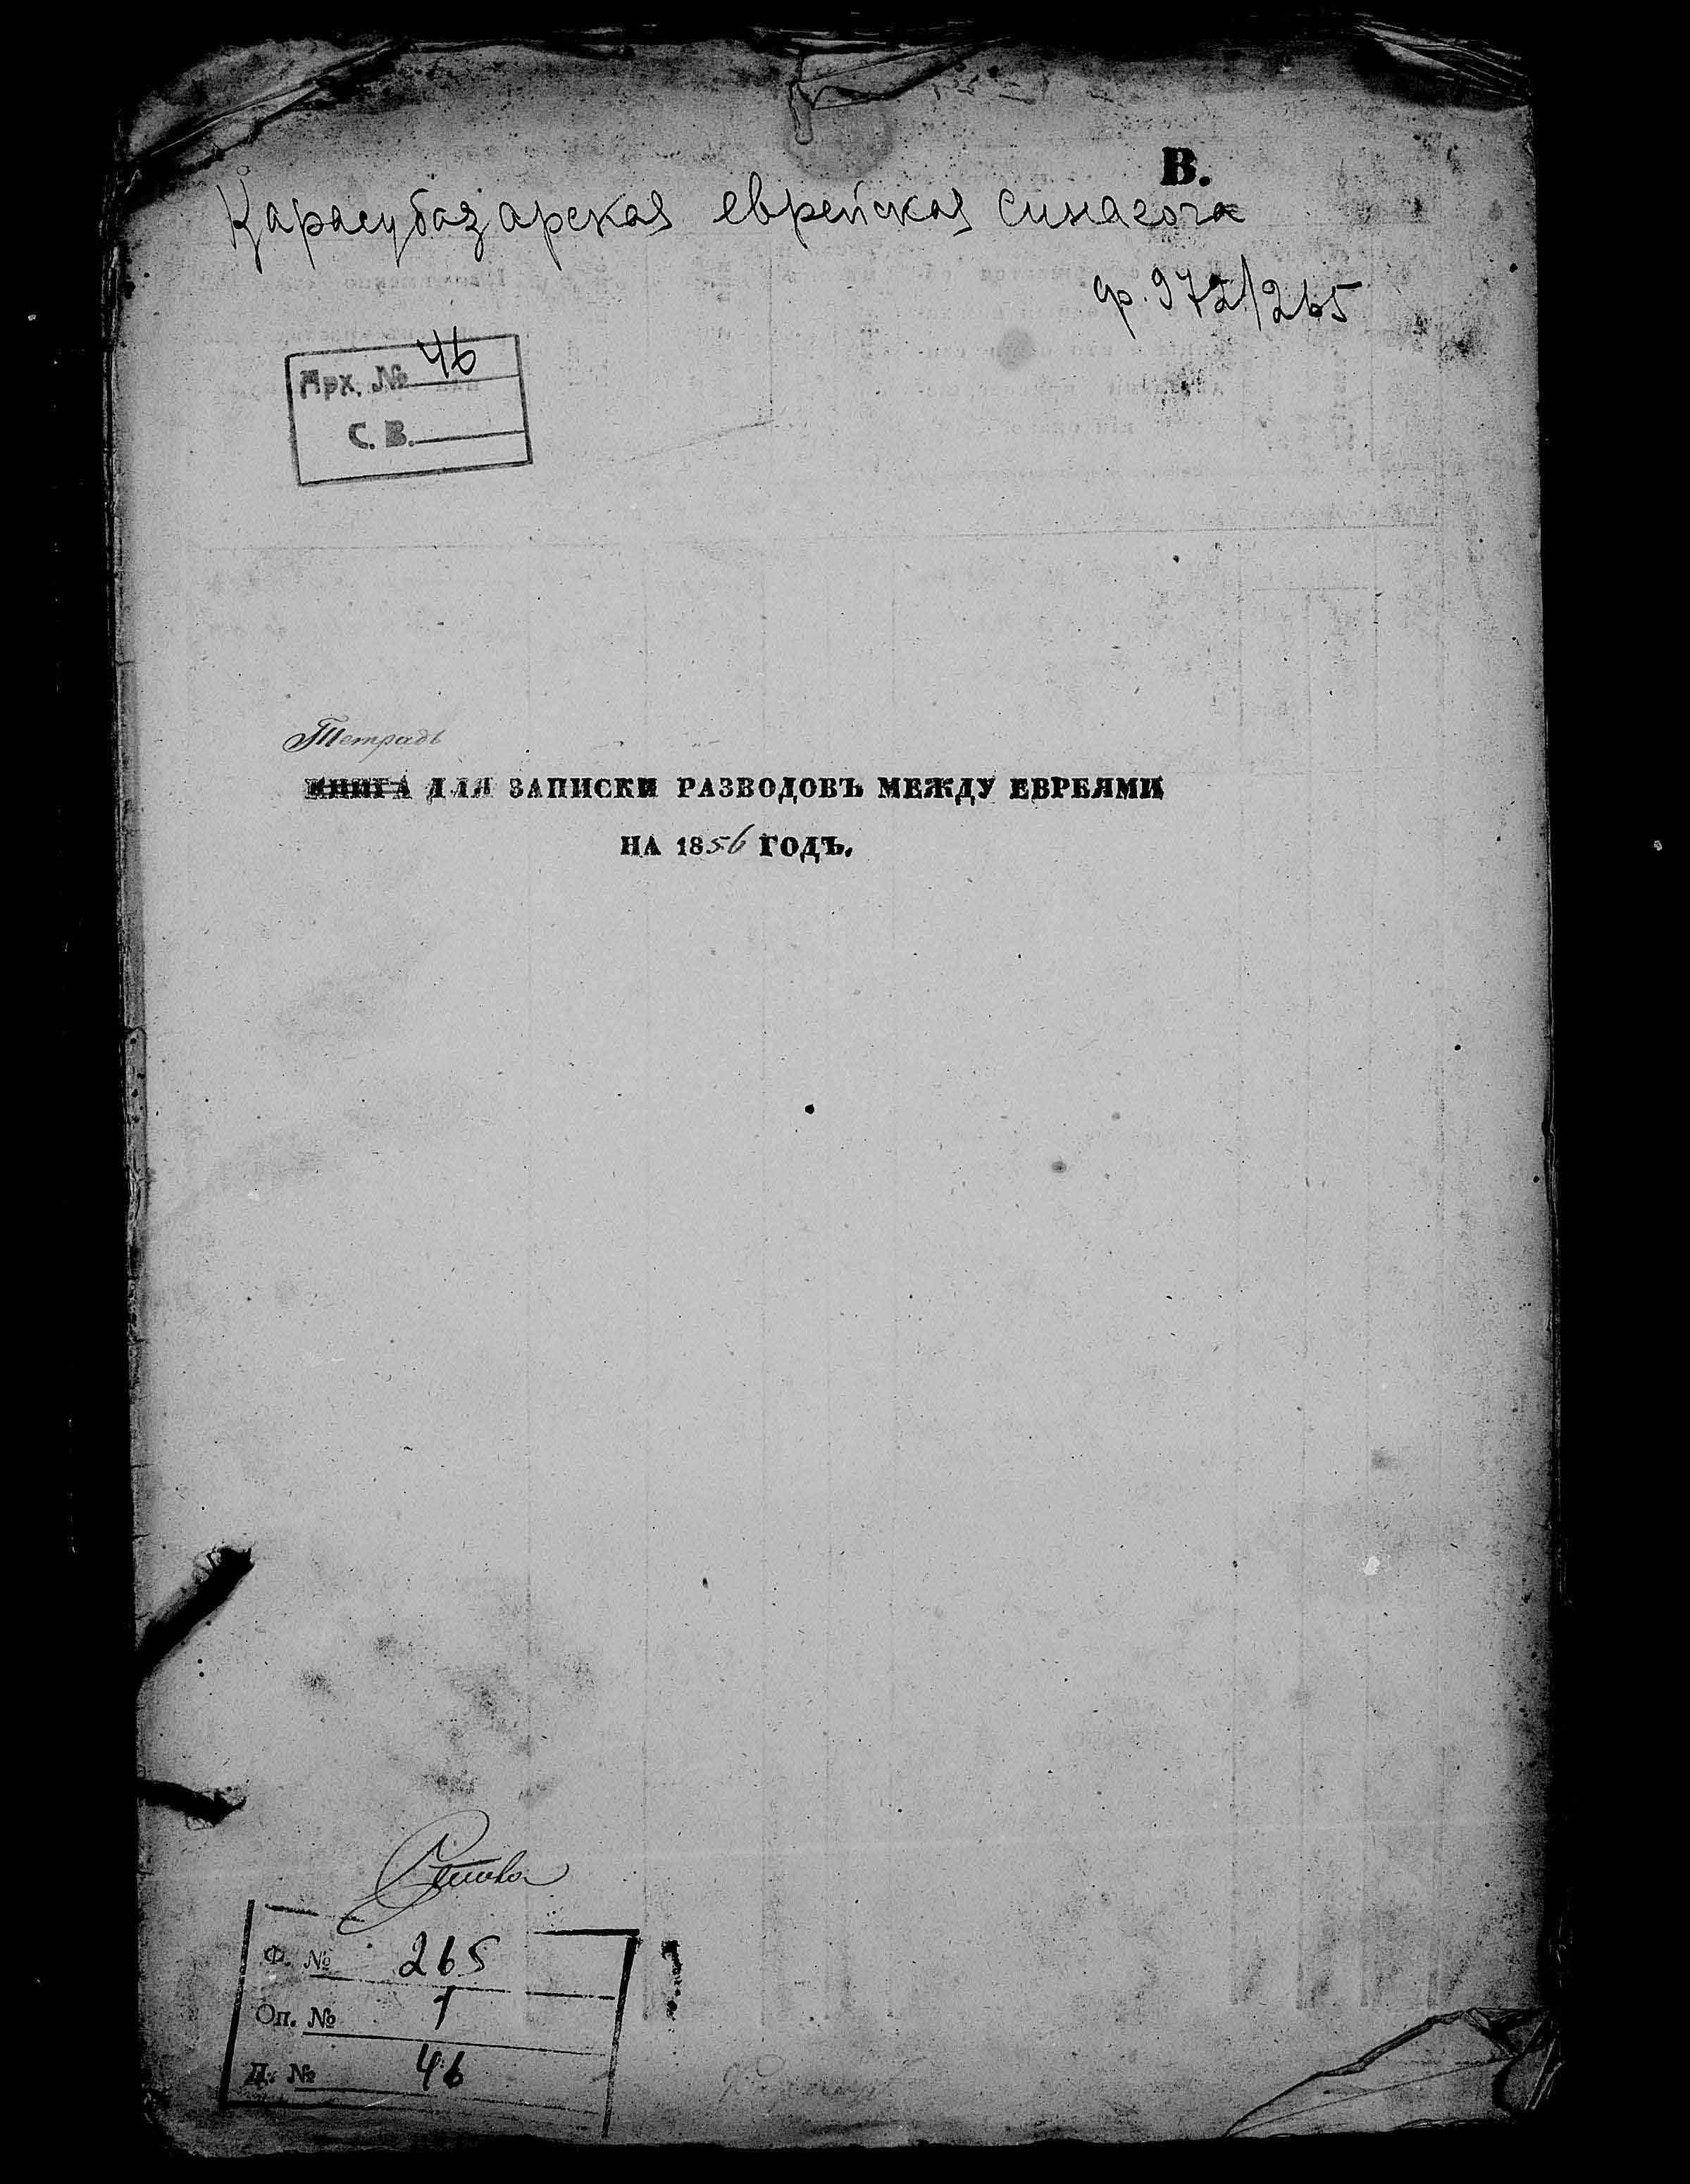 В.
Карасубазарская еврейская синагога
ф. 972/265
Арх. № 46
С. В.
Тетрадь
КНИГА ДЛЯ ЗАПИСКИ РАЗВОДОВЪ МЕЖДУ ЕВРЕЯМИ
НА 1856 ГОДЪ.
Ф. № 265
Оп. № 1
Д. № 46